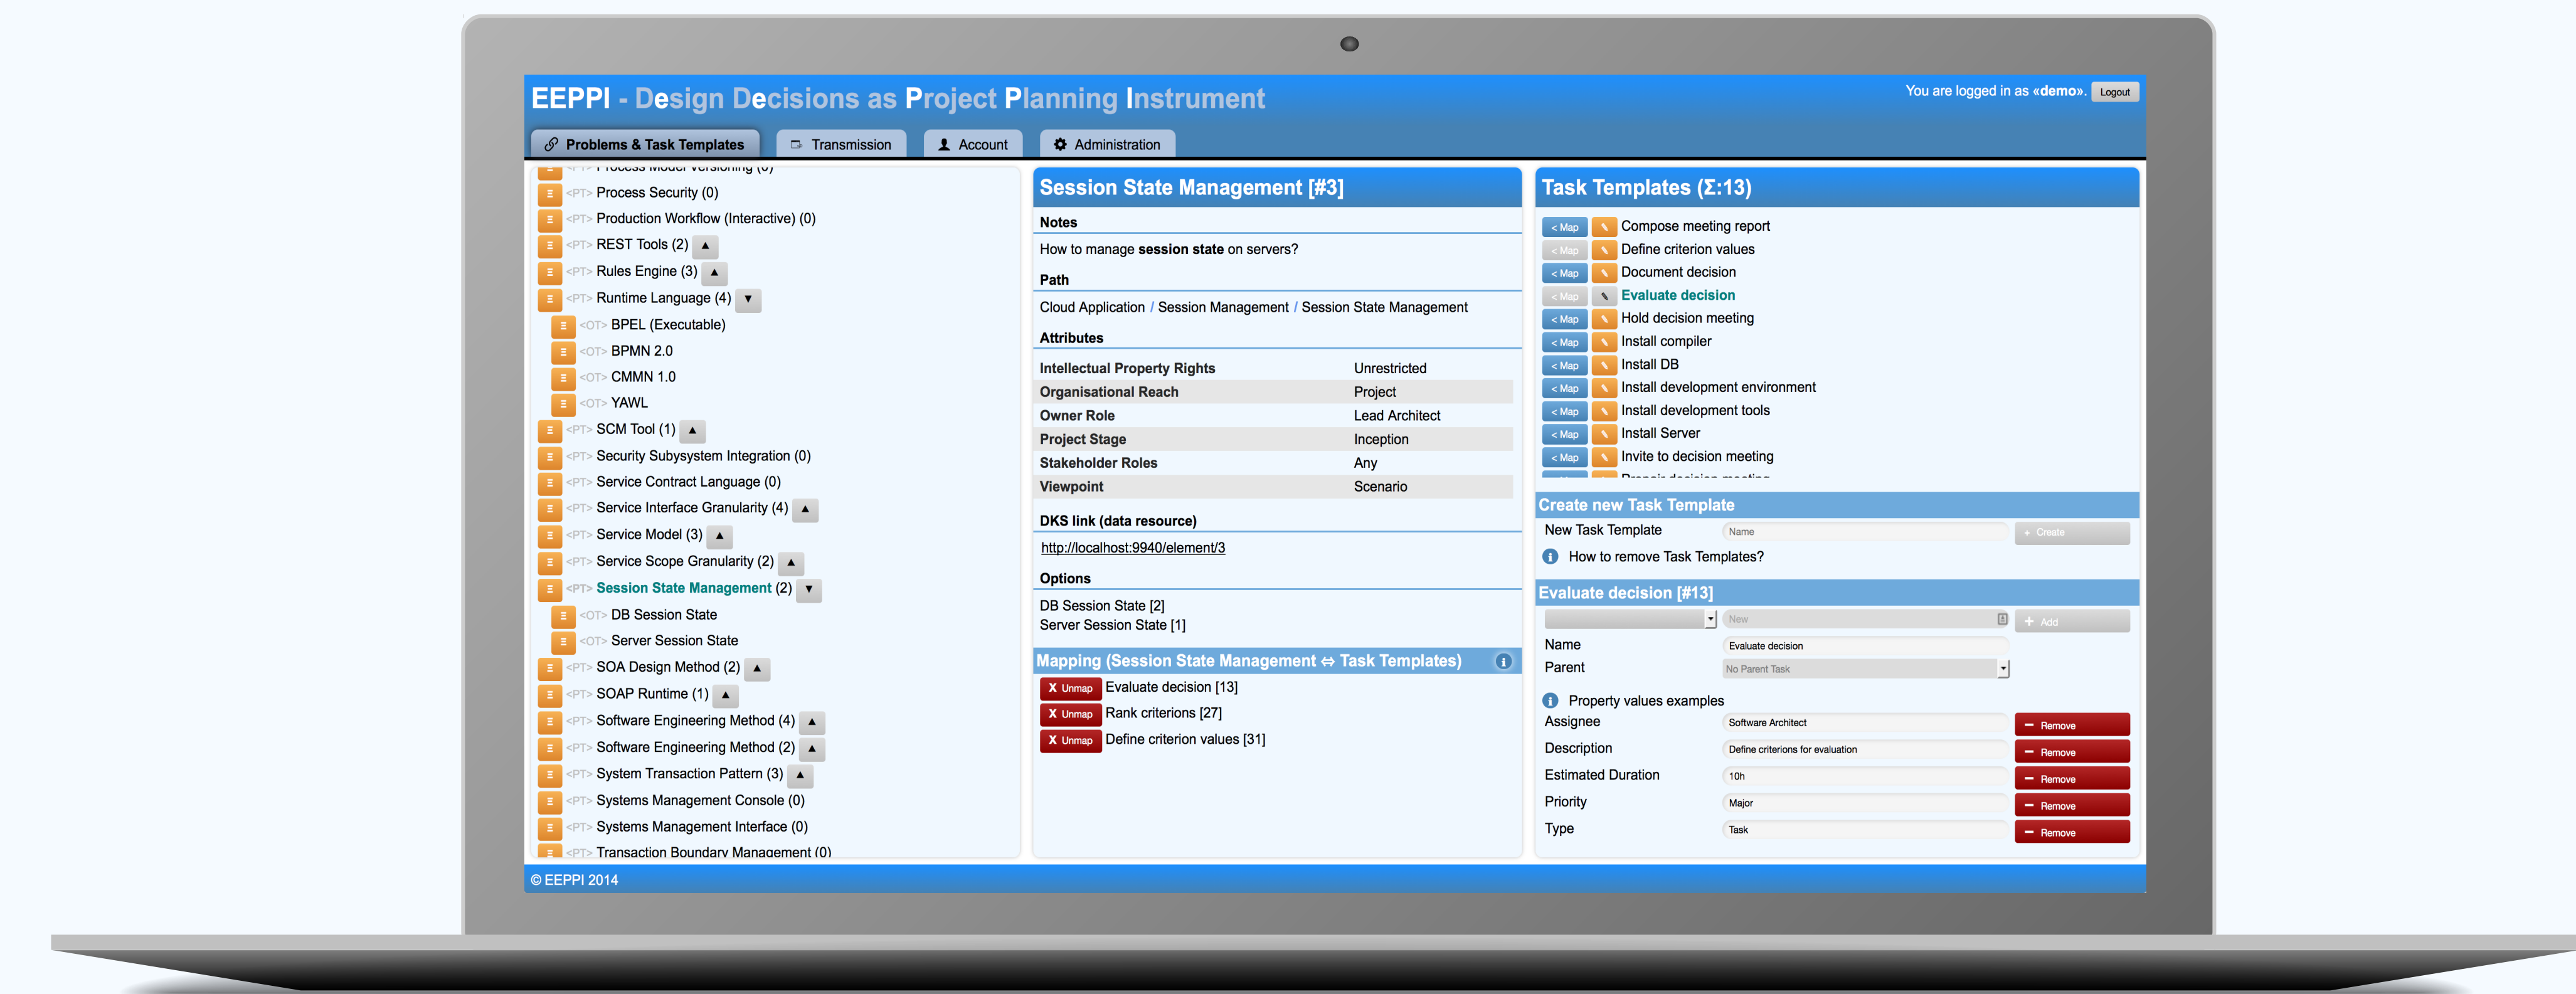 EEPPI - Design Decisions as Project Planning Instrument
You are logged in as «demo». Logout
Problems & Task Templates
Transmission
Account
Administration
<PT> Process Model Versioning (0)
<PT> Process Security (0)
<PT> Production Workflow (Interactive) (0)
<PT> REST Tools (2) ▲
<PT> Rules Engine (3) ▲
<PT> Runtime Language (4) ▼
<OT> BPEL (Executable)
<OT> BPMN 2.0
<OT> CMMN 1.0
<OT> YAWL
<PT> SCM Tool (1) ▲
<PT> Security Subysystem Integration (0)
<PT> Service Contract Language (0)
<PT> Service Interface Granularity (4) ▲
<PT> Service Model (3) ▲
<PT> Service Scope Granularity (2) ▲
<PT> Session State Management (2) ▼
<OT> DB Session State
<OT> Server Session State
<PT> SOA Design Method (2) ▲
<PT> SOAP Runtime (1) ▲
<PT> Software Engineering Method (4) ▲
<PT> Software Engineering Method (2) ▲
<PT> System Transaction Pattern (3) ▲
<PT> Systems Management Console (0)
<PT> Systems Management Interface (0)
<PT> Transaction Boundary Management (0)
Session State Management [#3]
Notes
How to manage session state on servers?
Path
Cloud Application / Session Management / Session State Management
Attributes
Intellectual Property Rights Unrestricted
Organisational Reach Project
Owner Role Lead Architect
Project Stage Inception
Stakeholder Roles Any
Viewpoint Scenario
DKS link (data resource)
http://localhost:9940/element/3
Options
DB Session State [2]
Server Session State [1]
Mapping (Session State Management ⇔ Task Templates) i
X Unmap Evaluate decision [13]
X Unmap Rank criterions [27]
X Unmap Define criterion values [31]
Task Templates (Σ:13)
< Map Compose meeting report
< Map Define criterion values
< Map Document decision
< Map Evaluate decision
< Map Hold decision meeting
< Map Install compiler
< Map Install DB
< Map Install development environment
< Map Install development tools
< Map Install Server
< Map Invite to decision meeting
Create new Task Template
New Task Template Name + Create
i How to remove Task Templates?
Evaluate decision [#13]
New + Add
Name Evaluate decision
Parent No Parent Task
i Property values examples
Assignee Software Architect − Remove
Description Define criterions for evaluation − Remove
Estimated Duration 10h − Remove
Priority Major − Remove
Type Task − Remove
© EEPPI 2014